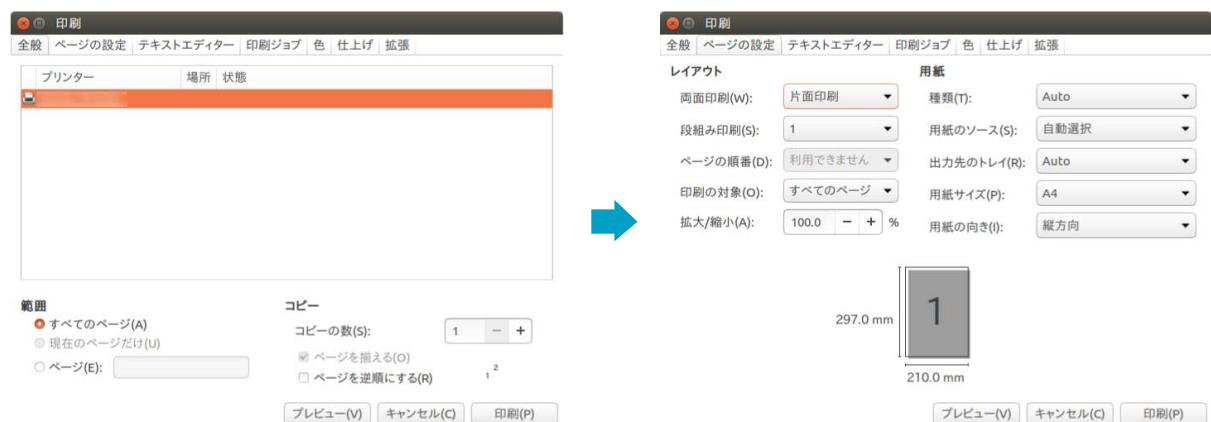 印刷
全般 ページの設定 テキストエディター 印刷ジョブ 色 仕上げ 拡張
プリンター 場所 状態
範囲
すべてのページ(A)
現在のページだけ(U)
ページ(E):
コピー
コピーの数(S): 1 − +
ページを揃える(O)
ページを逆順にする(R)
1 2
プレビュー(V) キャンセル(C) 印刷(P)
印刷
全般 ページの設定 テキストエディター 印刷ジョブ 色 仕上げ 拡張
レイアウト
両面印刷(W): 片面印刷
段組み印刷(S): 1
ページの順番(D): 利用できません
印刷の対象(O): すべてのページ
拡大/縮小(A): 100.0 − + %
用紙
種類(T): Auto
用紙のソース(S): 自動選択
出力先のトレイ(R): Auto
用紙サイズ(P): A4
用紙の向き(I): 縦方向
297.0 mm
1
210.0 mm
プレビュー(V) キャンセル(C) 印刷(P)